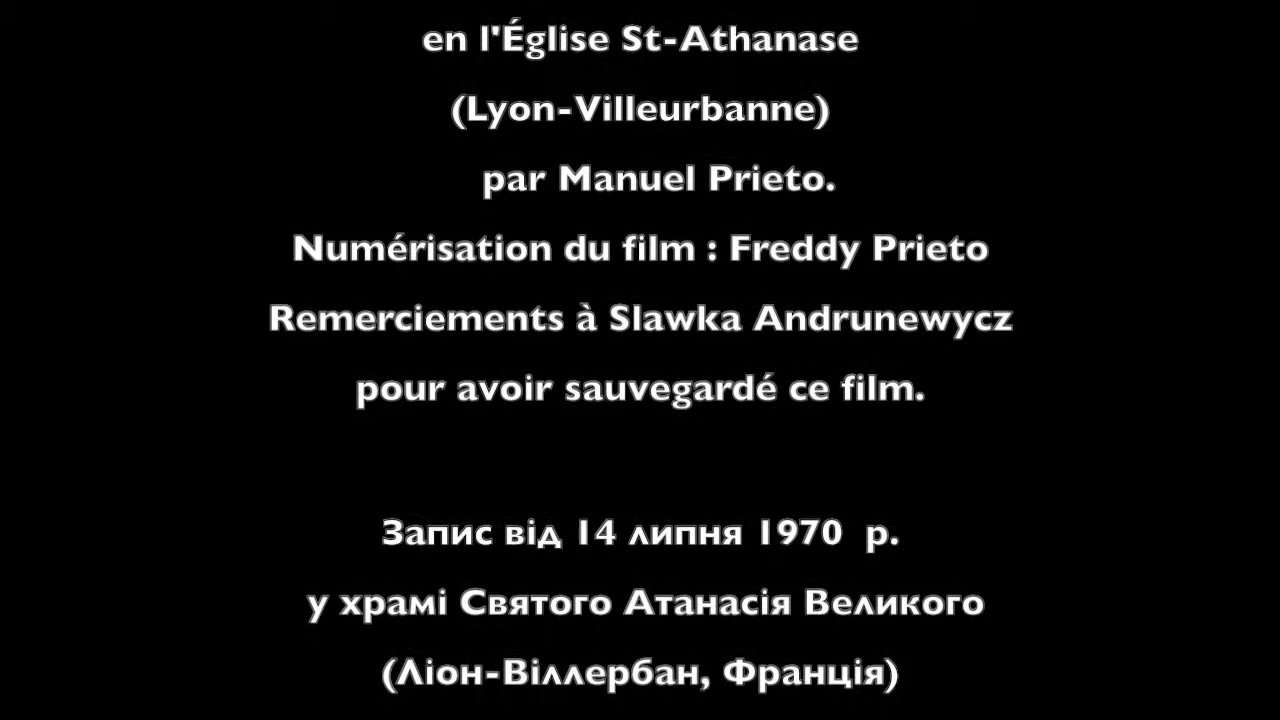 en l'Église St-Athanase
(Lyon-Villeurbanne)
par Manuel Prieto.
Numérisation du film : Freddy Prieto
Remerciements à Slawka Andrunewycz
pour avoir sauvegardé ce film.
Запис від 14 липня 1970 р.
у храмі Святого Атанасія Великого
(Ліон-Віллербан, Франція)